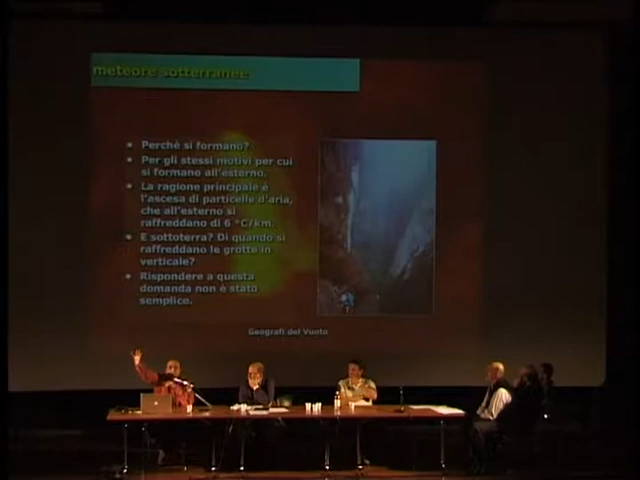 meteore sotterranee
• Perchè si formano?
• Per gli stessi motivi per cui
si formano all'esterno.
• La ragione principale è
l'ascesa di particelle d'aria,
che all'esterno si
raffreddano di 6 °C/km.
• E sottoterra? Di quando si
raffreddano le grotte in
verticale?
• Rispondere a questa
domanda non è stato
semplice.
Geografi del Vuoto